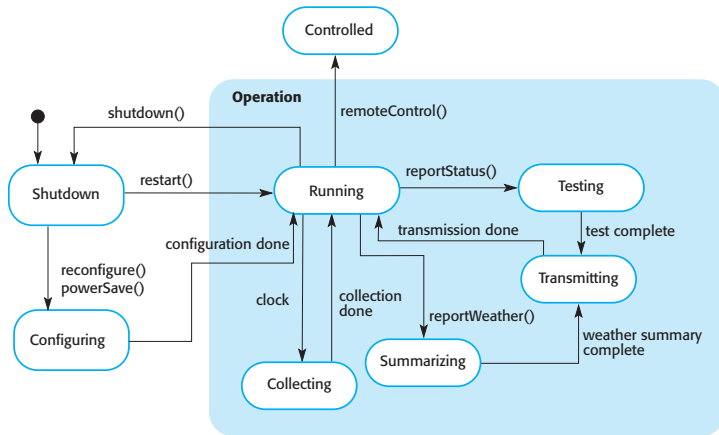 Controlled
Operation
shutdown()
remoteControl()
Shutdown
restart()
Running
reportStatus()
Testing
configuration done
transmission done
test complete
reconfigure()
powerSave()
clock
collection
done
Transmitting
reportWeather()
Configuring
Summarizing
weather summary
complete
Collecting